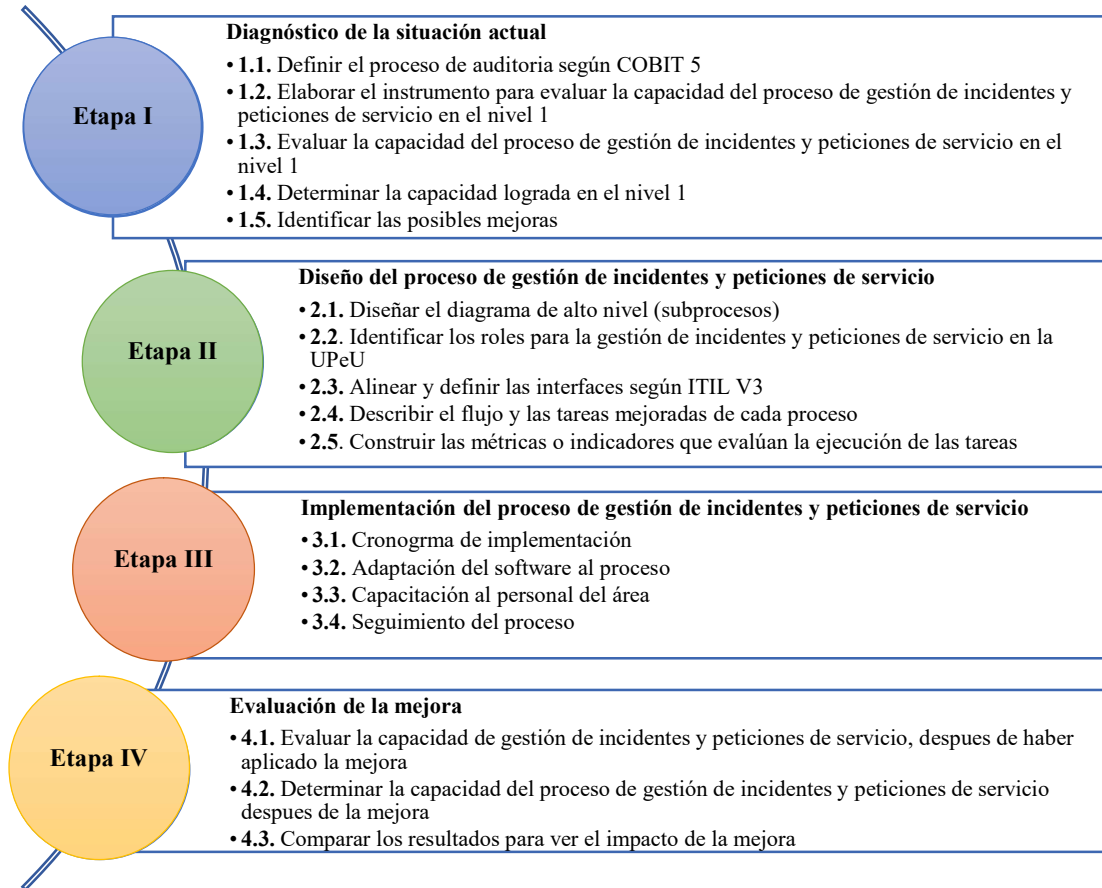 Etapa I
Diagnóstico de la situación actual
• 1.1. Definir el proceso de auditoria según COBIT 5
• 1.2. Elaborar el instrumento para evaluar la capacidad del proceso de gestión de incidentes y
peticiones de servicio en el nivel 1
• 1.3. Evaluar la capacidad del proceso de gestión de incidentes y peticiones de servicio en el
nivel 1
• 1.4. Determinar la capacidad lograda en el nivel 1
• 1.5. Identificar las posibles mejoras
Etapa II
Diseño del proceso de gestión de incidentes y peticiones de servicio
• 2.1. Diseñar el diagrama de alto nivel (subprocesos)
• 2.2. Identificar los roles para la gestión de incidentes y peticiones de servicio en la
UPeU
• 2.3. Alinear y definir las interfaces según ITIL V3
• 2.4. Describir el flujo y las tareas mejoradas de cada proceso
• 2.5. Construir las métricas o indicadores que evalúan la ejecución de las tareas
Etapa III
Implementación del proceso de gestión de incidentes y peticiones de servicio
• 3.1. Cronogrma de implementación
• 3.2. Adaptación del software al proceso
• 3.3. Capacitación al personal del área
• 3.4. Seguimiento del proceso
Etapa IV
Evaluación de la mejora
• 4.1. Evaluar la capacidad de gestión de incidentes y peticiones de servicio, despues de haber
aplicado la mejora
• 4.2. Determinar la capacidad del proceso de gestión de incidentes y peticiones de servicio
despues de la mejora
• 4.3. Comparar los resultados para ver el impacto de la mejora